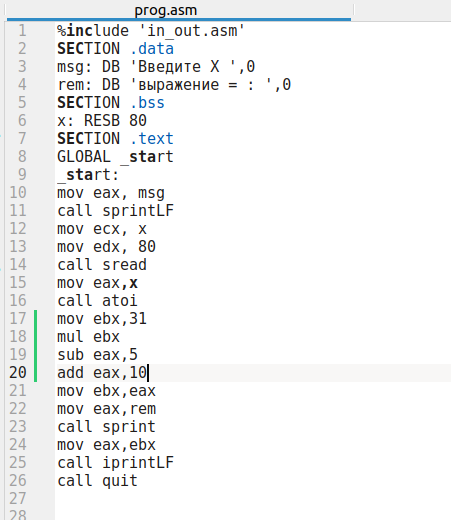 prog.asm
1 %include 'in_out.asm'
2 SECTION .data
3 msg: DB 'Введите X ',0
4 rem: DB 'выражение = : ',0
5 SECTION .bss
6 x: RESB 80
7 SECTION .text
8 GLOBAL _start
9 _start:
10 mov eax, msg
11 call sprintLF
12 mov ecx, x
13 mov edx, 80
14 call sread
15 mov eax,x
16 call atoi
17 mov ebx,31
18 mul ebx
19 sub eax,5
20 add eax,10
21 mov ebx,eax
22 mov eax,rem
23 call sprint
24 mov eax,ebx
25 call iprintLF
26 call quit
27
28